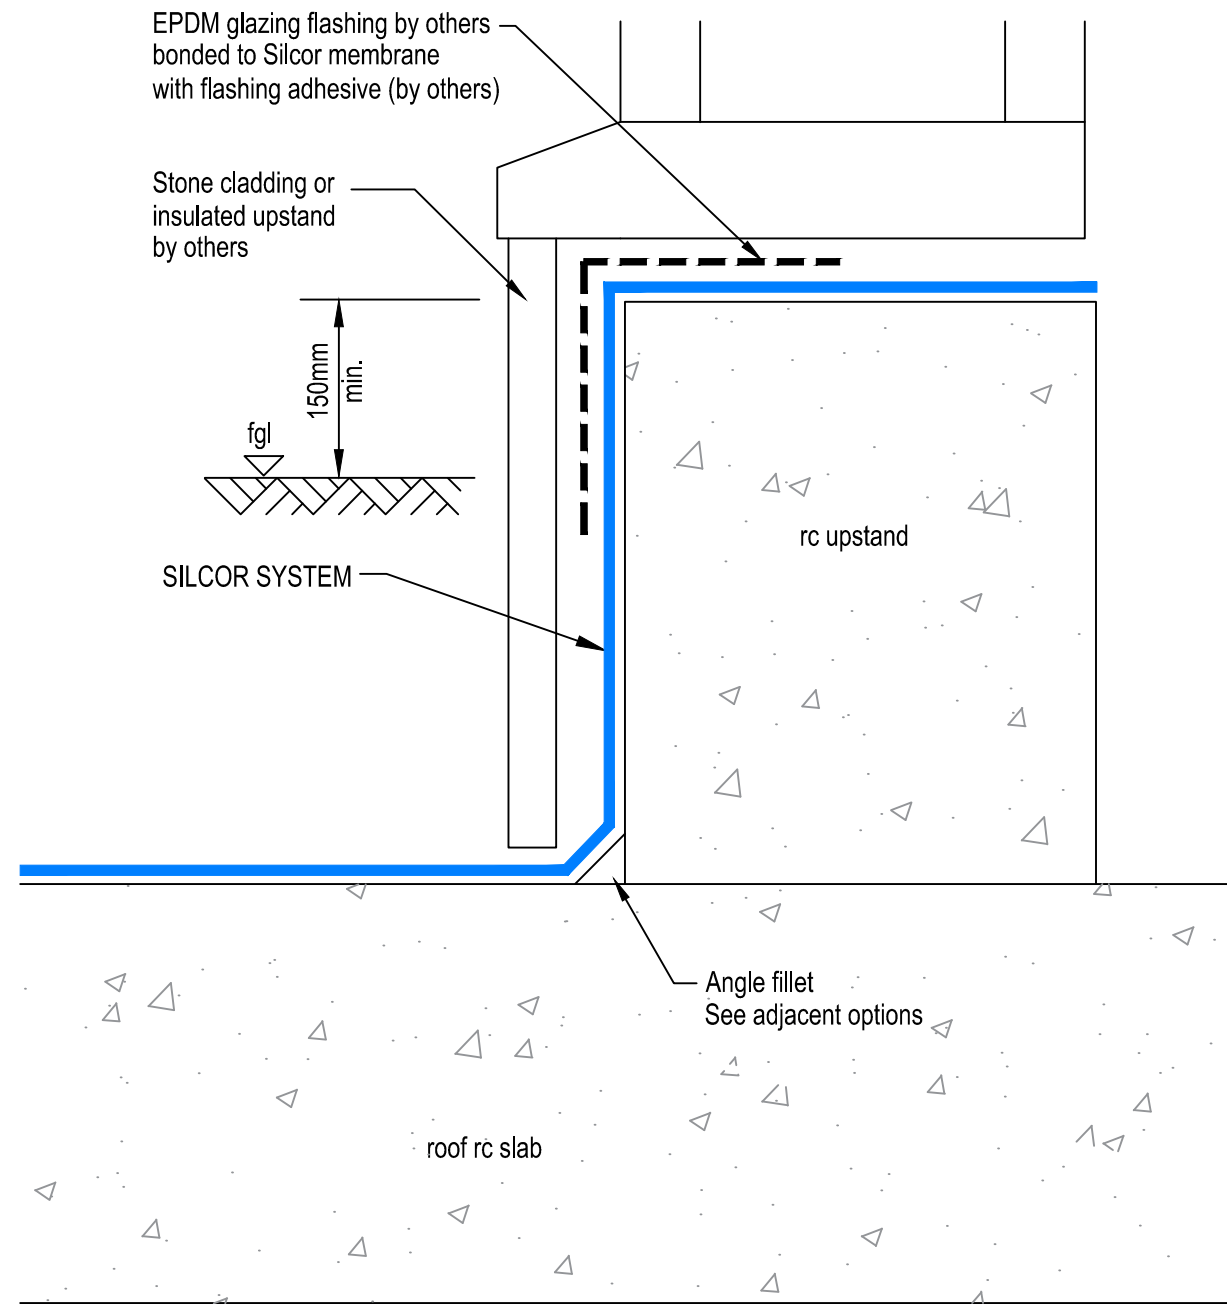 EPDM glazing flashing by others
bonded to Silcor membrane
with flashing adhesive (by others)
Stone cladding or
insulated upstand
by others
150mm
min.
fgl
rc upstand
SILCOR SYSTEM
Angle fillet
See adjacent options
roof rc slab